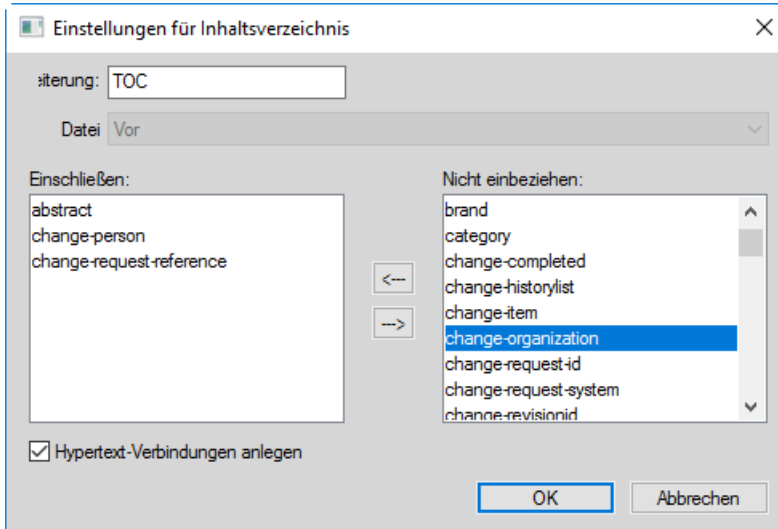 Einstellungen für Inhaltsverzeichnis
eiterung: TOC
Datei Vor
Einschließen:
abstract
change-person
change-request-reference
<---
--->
Nicht einbeziehen:
brand
category
change-completed
change-historylist
change-item
change-organization
change-request-id
change-request-system
change-revisionid
Hypertext-Verbindungen anlegen
OK
Abbrechen